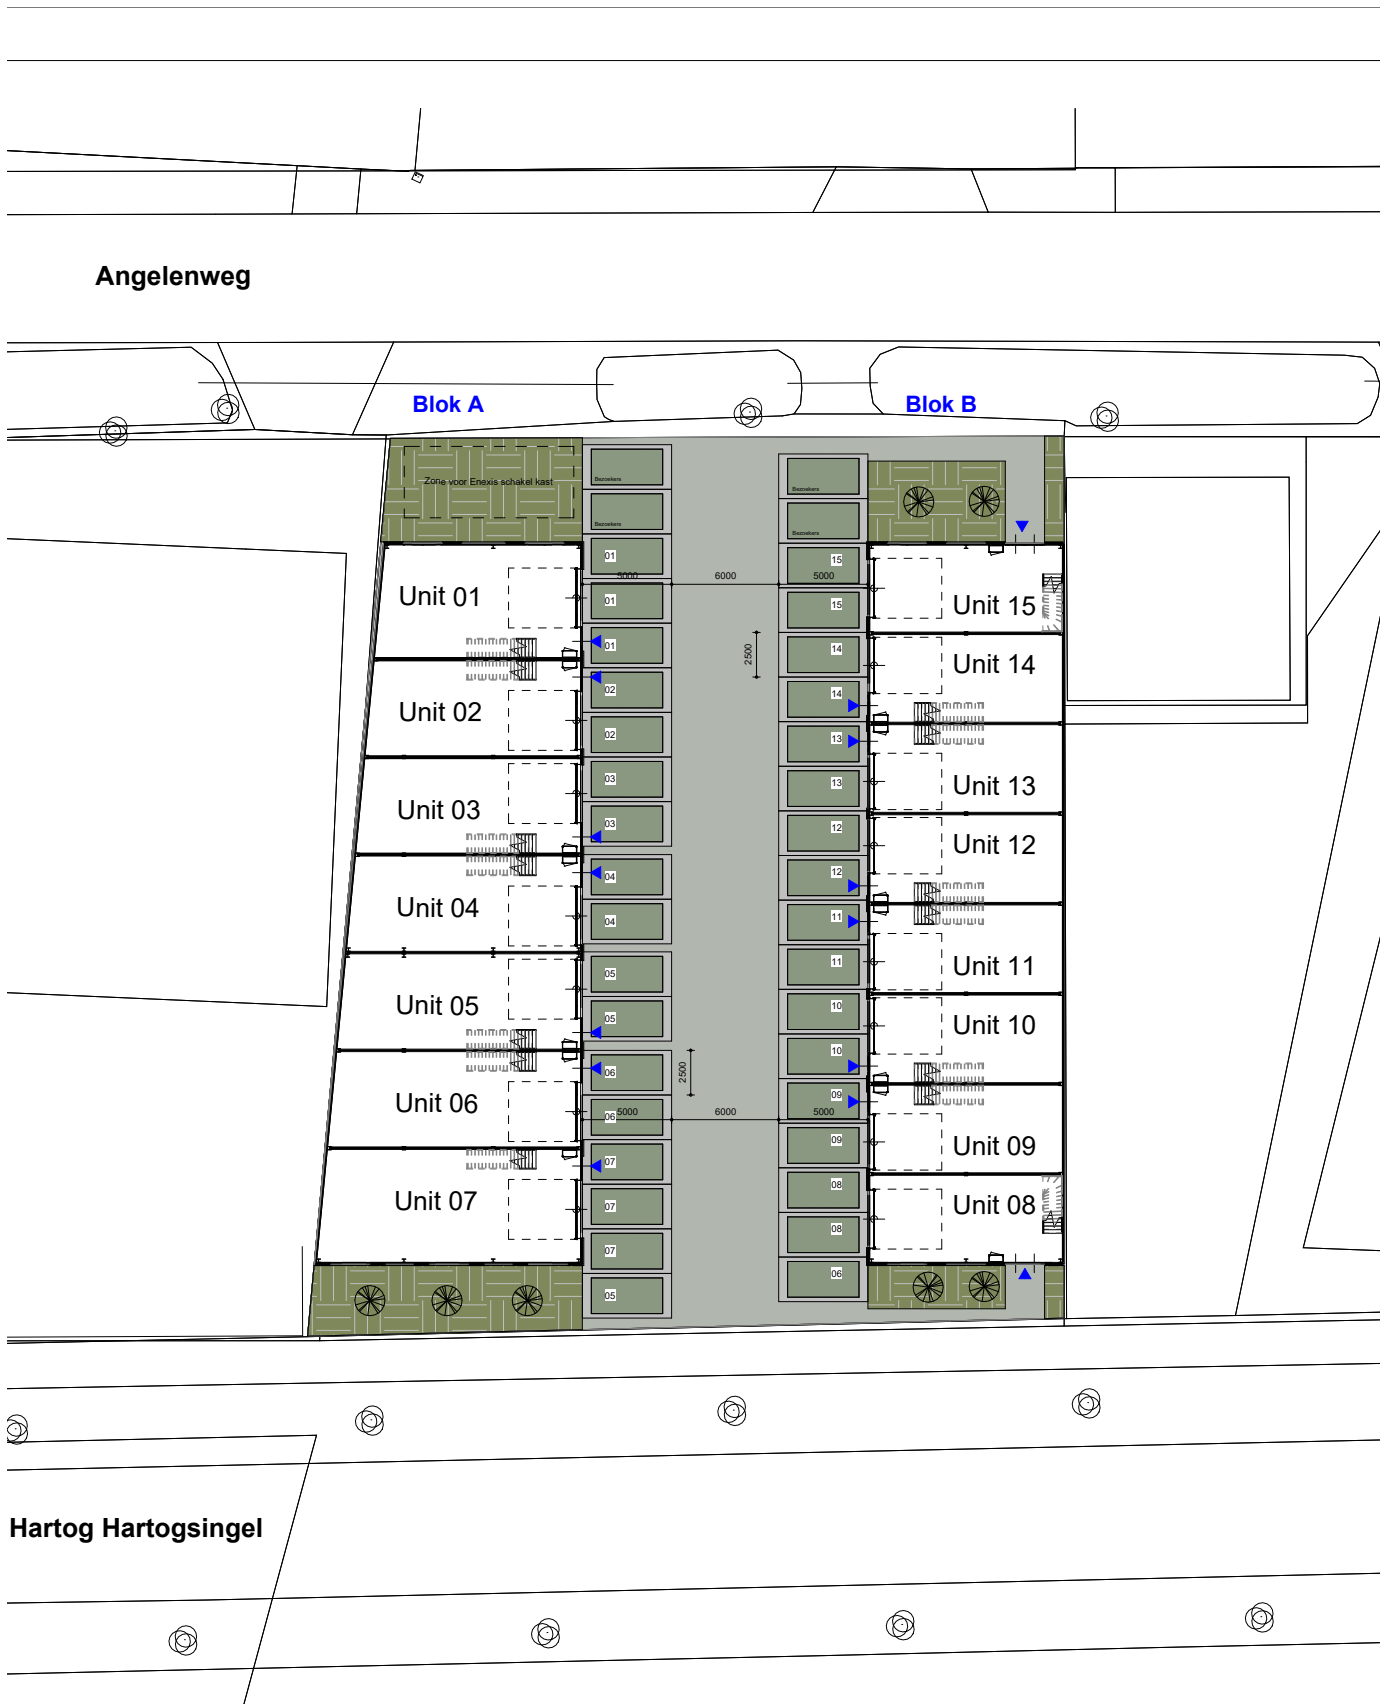 Angelenweg
Blok A
Blok B
Zone voor Enexis schakel kast
Bezoekers
Bezoekers
Bezoekers
Bezoekers
01
15
5000
6000
5000
Unit 01
01
15
Unit 15
01
14
2500
Unit 14
02
14
Unit 02
02
13
03
13
Unit 13
Unit 03
03
12
Unit 12
04
12
Unit 04
04
11
05
11
Unit 11
Unit 05
05
10
Unit 10
06
10
2500
Unit 06
06
09
5000
6000
5000
07
09
Unit 09
Unit 07
07
08
Unit 08
07
08
05
06
Hartog Hartogsingel